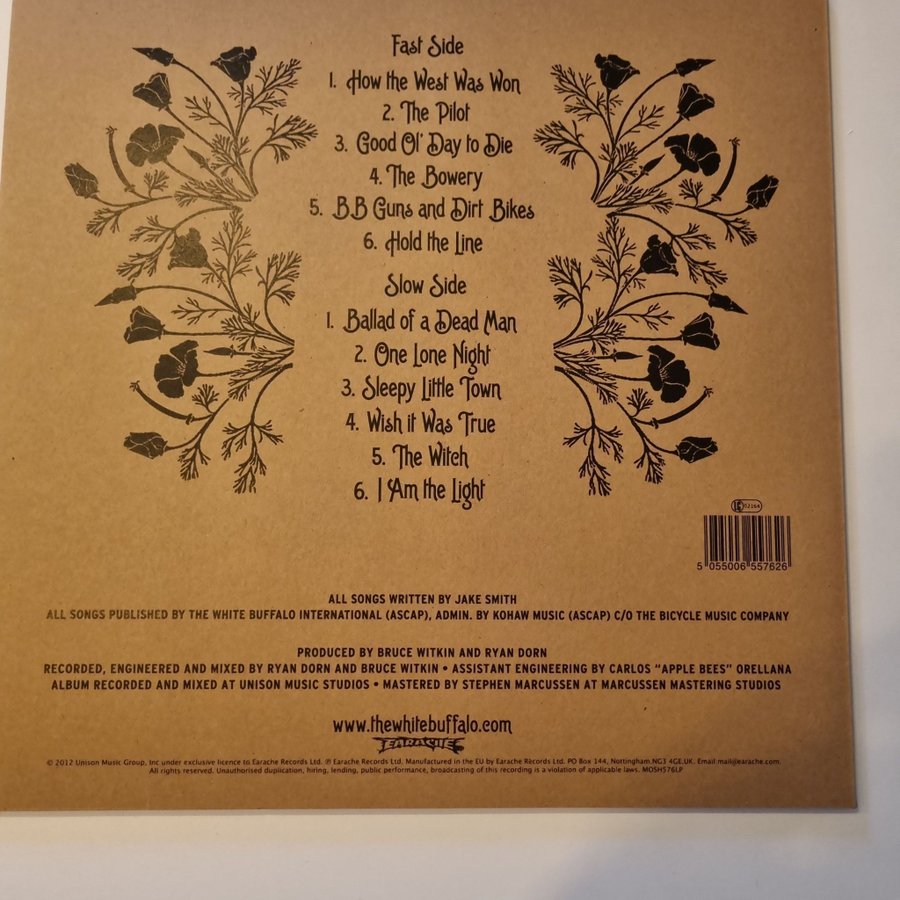 Fast Side
1. How the West Was Won
2. The Pilot
3. Good Ol' Day to Die
4. The Bowery
5. BB Guns and Dirt Bikes
6. Hold the Line
Slow Side
1. Ballad of a Dead Man
2. One Lone Night
3. Sleepy Little Town
4. Wish it Was True
5. The Witch
6. I Am the Light
LC 02164
5 055006 557626
ALL SONGS WRITTEN BY JAKE SMITH
ALL SONGS PUBLISHED BY THE WHITE BUFFALO INTERNATIONAL (ASCAP), ADMIN. BY KOHAW MUSIC (ASCAP) C/O THE BICYCLE MUSIC COMPANY
PRODUCED BY BRUCE WITKIN AND RYAN DORN
RECORDED, ENGINEERED AND MIXED BY RYAN DORN AND BRUCE WITKIN • ASSISTANT ENGINEERING BY CARLOS "APPLE BEES" ORELLANA
ALBUM RECORDED AND MIXED AT UNISON MUSIC STUDIOS • MASTERED BY STEPHEN MARCUSSEN AT MARCUSSEN MASTERING STUDIOS
www.thewhitebuffalo.com
EARACHE
© 2012 Unison Music Group, Inc under exclusive licence to Earache Records Ltd. ℗ Earache Records Ltd. Manufactured in the EU by Earache Records Ltd. PO Box 144, Nottingham.NG3 4GE.UK. Email:mail@earache.com.
All rights reserved. Unauthorised duplication, hiring, lending, public performance, broadcasting of this recording is a violation of applicable laws. MOSH576LP